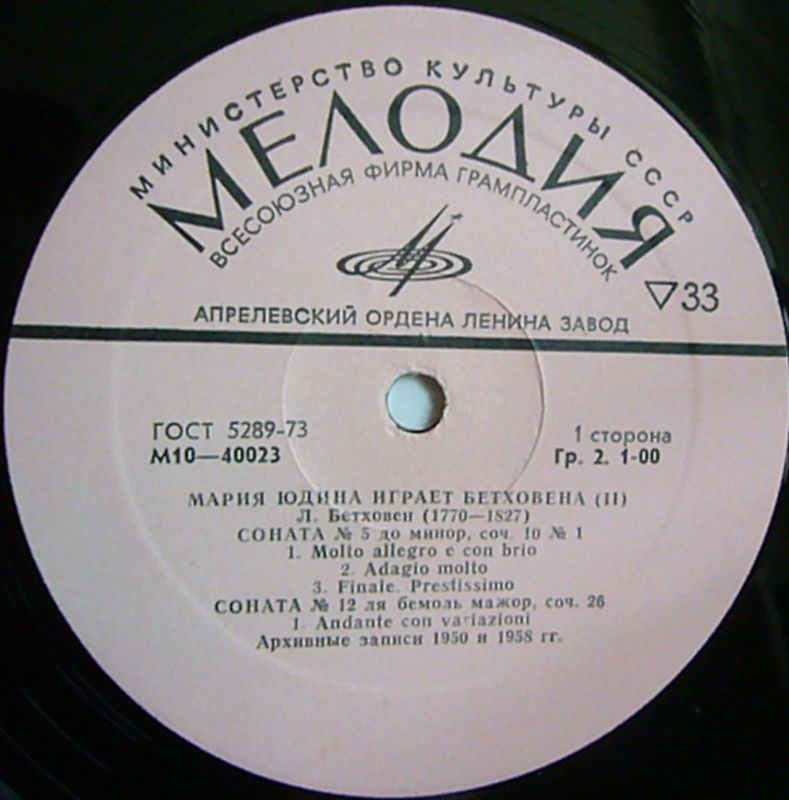 МИНИСТЕРСТВО КУЛЬТУРЫ СССР
МЕЛОДИЯ
ВСЕСОЮЗНАЯ ФИРМА ГРАМПЛАСТИНОК
▽33
АПРЕЛЕВСКИЙ ОРДЕНА ЛЕНИНА ЗАВОД
ГОСТ 5289-73
М10—40023
1 сторона
Гр. 2. 1-00
МАРИЯ ЮДИНА ИГРАЕТ БЕТХОВЕНА (II)
Л. Бетховен (1770—1827)
СОНАТА № 5 до минор, соч. 10 № 1
1. Molto allegro e con brio
2. Adagio molto
3. Finale. Prestissimo
СОНАТА № 12 ля бемоль мажор, соч. 26
1. Andante con variazioni
Архивные записи 1950 и 1958 гг.